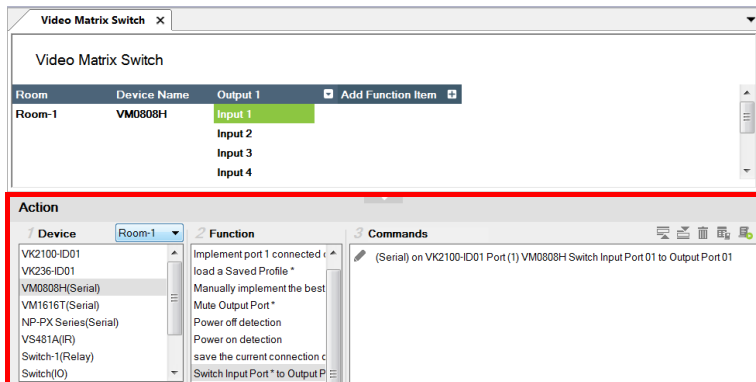 Video Matrix Switch X
Video Matrix Switch
Room Device Name Output 1 Add Function Item
Room-1 VM0808H Input 1
Input 2
Input 3
Input 4
Action
1 Device Room-1 2 Function 3 Commands
VK2100-ID01
VK236-ID01
VM0808H(Serial)
VM1616T(Serial)
NP-PX Series(Serial)
VS481A(IR)
Switch-1(Relay)
Switch(IO)
Implement port 1 connected
load a Saved Profile *
Manually implement the best
Mute Output Port *
Power off detection
Power on detection
save the current connection
Switch Input Port * to Output P
(Serial) on VK2100-ID01 Port (1) VM0808H Switch Input Port 01 to Output Port 01